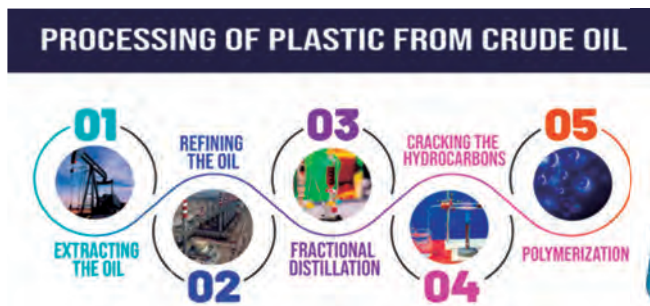 PROCESSING OF PLASTIC FROM CRUDE OIL
01
EXTRACTING
THE OIL
REFINING
THE OIL
02
03
FRACTIONAL
DISTILLATION
CRACKING THE
HYDROCARBONS
04
05
POLYMERIZATION